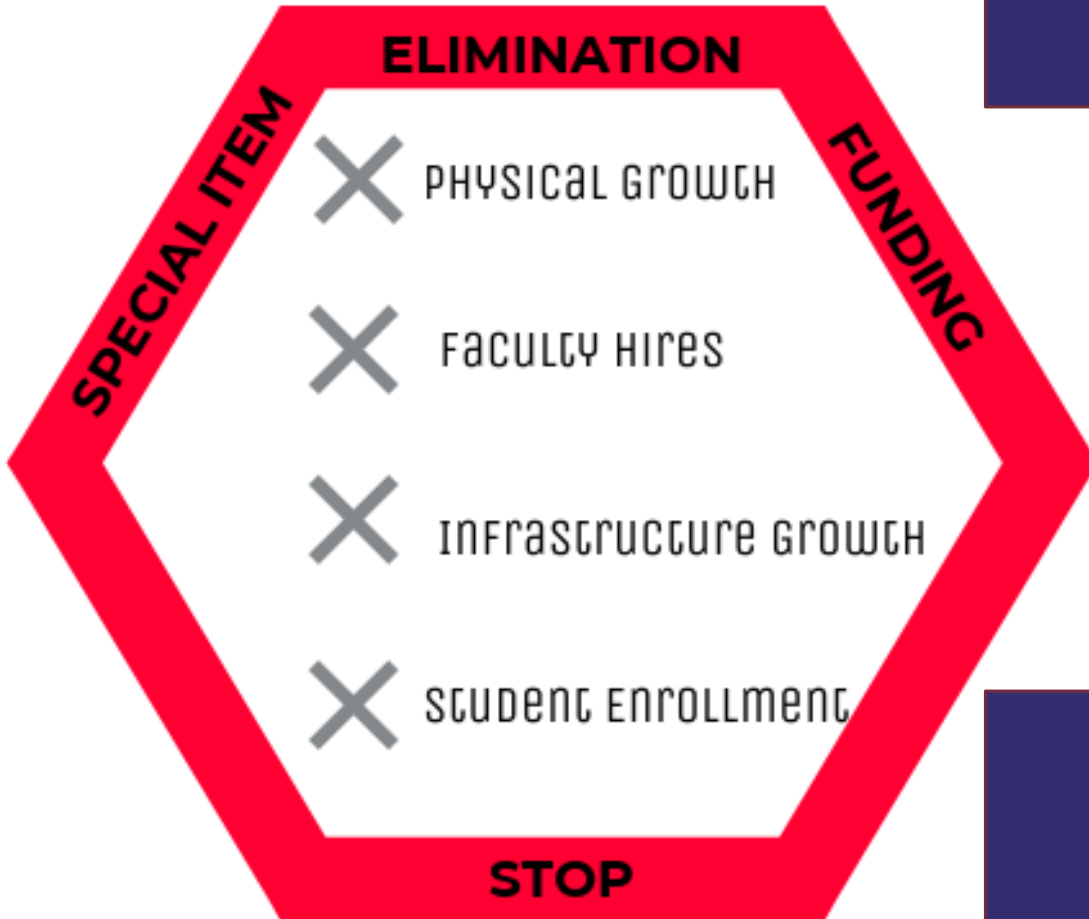 ELIMINATION
SPECIAL ITEM
FUNDING
PHYSICAL GROWTH
FACULTY HIRES
INFRASTRUCTURE GROWTH
STUDENT ENROLLMENT
STOP